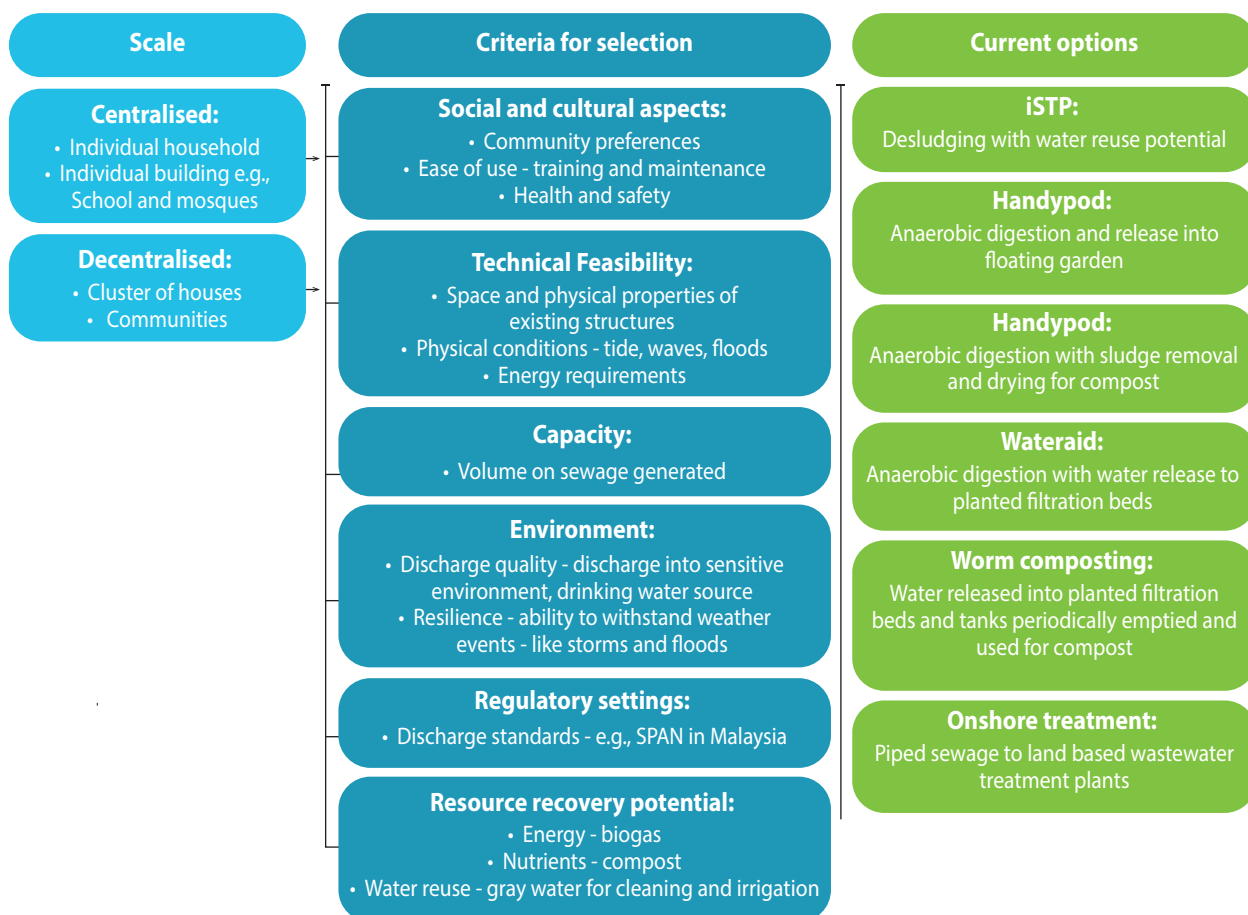 Scale
Centralised:
• Individual household
• Individual building e.g.,
School and mosques
Decentralised:
• Cluster of houses
• Communities
Criteria for selection
Social and cultural aspects:
• Community preferences
• Ease of use - training and maintenance
• Health and safety
Technical Feasibility:
• Space and physical properties of
existing structures
• Physical conditions - tide, waves, floods
• Energy requirements
Capacity:
• Volume on sewage generated
Environment:
• Discharge quality - discharge into sensitive
environment, drinking water source
• Resilience - ability to withstand weather
events - like storms and floods
Regulatory settings:
• Discharge standards - e.g., SPAN in Malaysia
Resource recovery potential:
• Energy - biogas
• Nutrients - compost
• Water reuse - gray water for cleaning and irrigation
Current options
iSTP:
Desludging with water reuse potential
Handypod:
Anaerobic digestion and release into
floating garden
Handypod:
Anaerobic digestion with sludge removal
and drying for compost
Wateraid:
Anaerobic digestion with water release to
planted filtration beds
Worm composting:
Water released into planted filtration
beds and tanks periodically emptied and
used for compost
Onshore treatment:
Piped sewage to land based wastewater
treatment plants